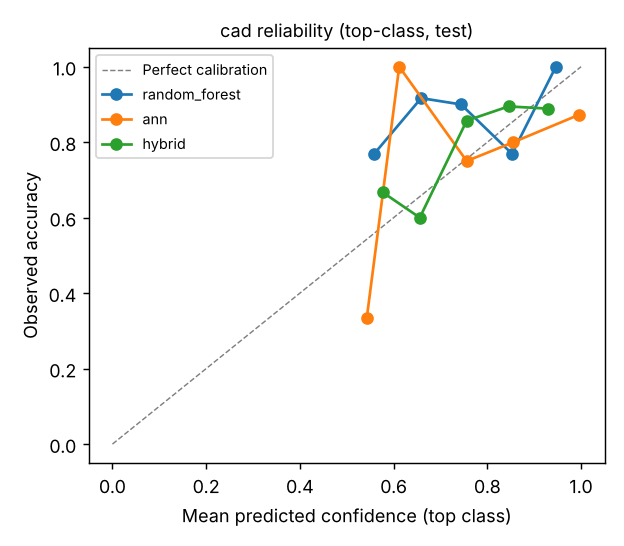 cad reliability (top-class, test)
Perfect calibration
random_forest
ann
hybrid
Observed accuracy
1.0
0.8
0.6
0.4
0.2
0.0
0.0 0.2 0.4 0.6 0.8 1.0
Mean predicted confidence (top class)